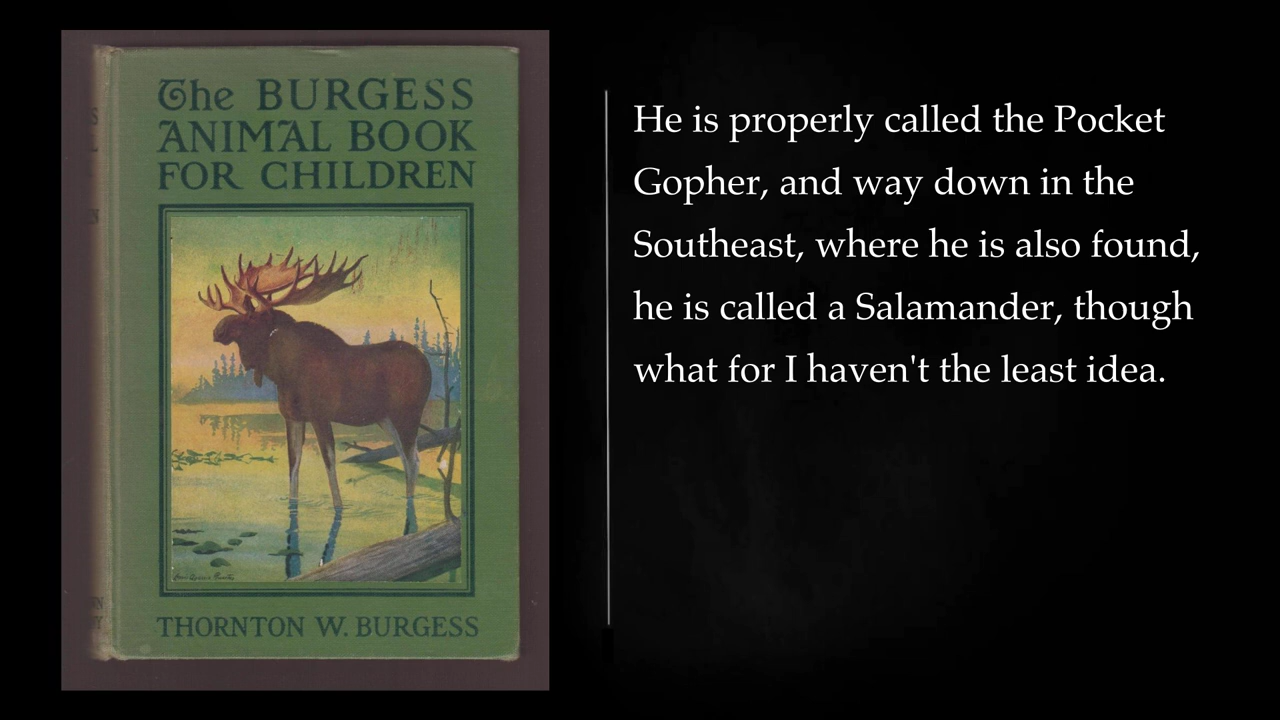 The BURGESS
ANIMAL BOOK
FOR CHILDREN
THORNTON W. BURGESS
He is properly called the Pocket
Gopher, and way down in the
Southeast, where he is also found,
he is called a Salamander, though
what for I haven't the least idea.